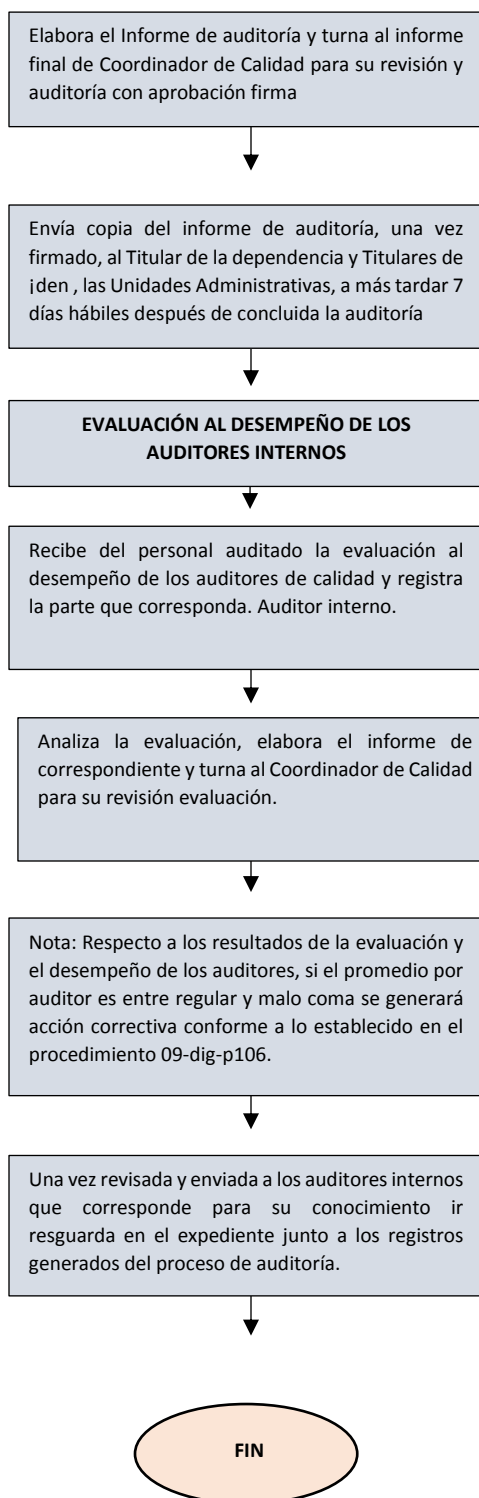 Elabora el Informe de auditoría y turna al informe
final de Coordinador de Calidad para su revisión y
auditoría con aprobación firma
Envía copia del informe de auditoría, una vez
firmado, al Titular de la dependencia y Titulares de
¡den , las Unidades Administrativas, a más tardar 7
días hábiles después de concluida la auditoría
EVALUACIÓN AL DESEMPEÑO DE LOS
AUDITORES INTERNOS
Recibe del personal auditado la evaluación al
desempeño de los auditores de calidad y registra
la parte que corresponda. Auditor interno.
Analiza la evaluación, elabora el informe de
correspondiente y turna al Coordinador de Calidad
para su revisión evaluación.
Nota: Respecto a los resultados de la evaluación y
el desempeño de los auditores, si el promedio por
auditor es entre regular y malo coma se generará
acción correctiva conforme a lo establecido en el
procedimiento 09-dig-p106.
Una vez revisada y enviada a los auditores internos
que corresponde para su conocimiento ir
resguarda en el expediente junto a los registros
generados del proceso de auditoría.
FIN